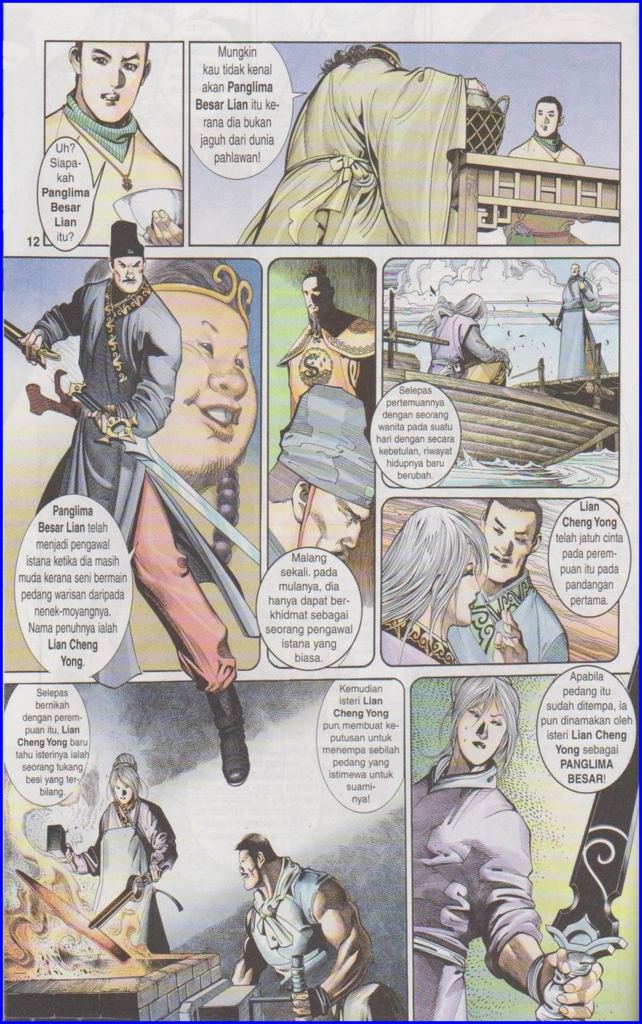 Uh?
Siapa-
kah
Panglima
Besar
Lian
itu?
Mungkin
kau tidak kenal
akan Panglima
Besar Lian itu ke-
rana dia bukan
jaguh dari dunia
pahlawan!
12
Panglima
Besar Lian telah
menjadi pengawal
istana ketika dia masih
muda kerana seni bermain
pedang warisan daripada
nenek-moyangnya.
Nama penuhnya ialah
Lian Cheng
Yong.
Malang
sekali. pada
mulanya, dia
hanya dapat ber-
khidmat sebagai
seorang pengawal
istana yang
biasa.
Selepas
pertemuannya
dengan seorang
wanita pada suatu
hari dengan secara
kebetulan, riwayat
hidupnya baru
berubah.
Lian
Cheng Yong
telah jatuh cinta
pada perem-
puan itu pada
pandangan
pertama.
Selepas
bernikah
dengan perem-
puan itu, Lian
Cheng Yong baru
tahu isterinya ialah
seorang tukang
besi yang ter-
bilang.
Kemudian
isteri Lian
Cheng Yong
pun membuat ke-
putusan untuk
menempa sebilah
pedang yang
istimewa untuk
suami-
nya!
Apabila
pedang itu
sudah ditempa, ia
pun dinamakan oleh
isteri Lian Cheng
Yong sebagai
PANGLIMA
BESAR!